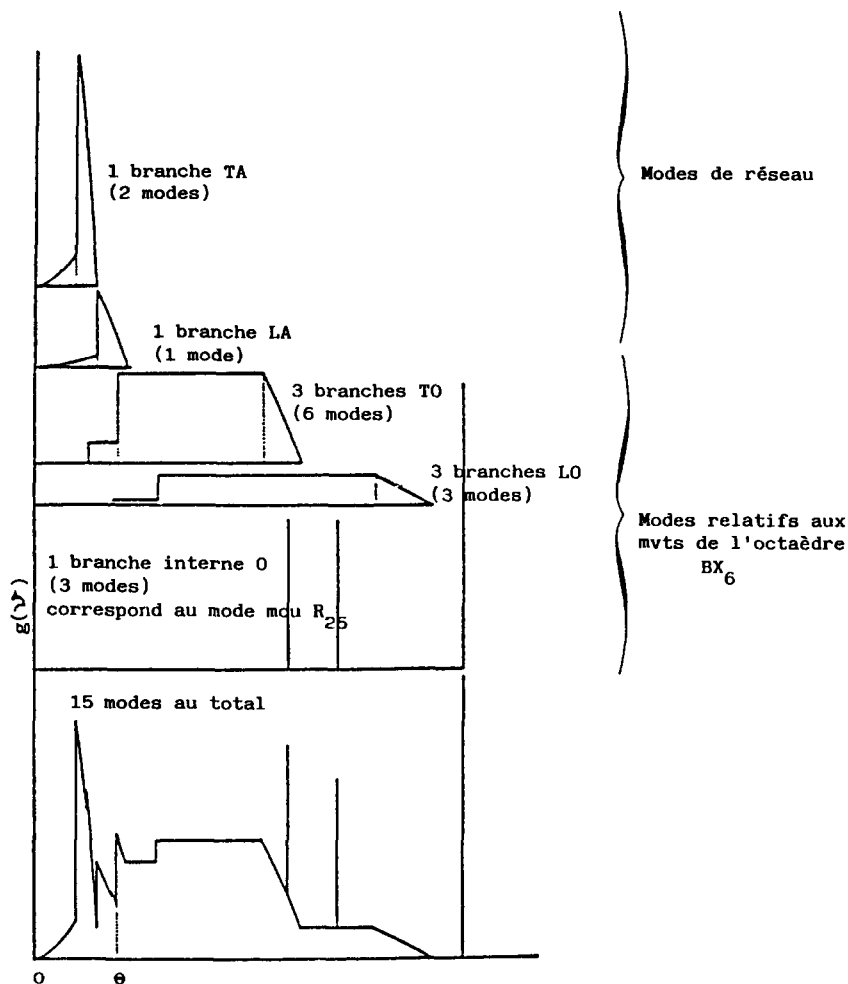 1 branche TA
(2 modes)
Modes de réseau
1 branche LA
(1 mode)
3 branches TO
(6 modes)
3 branches LO
(3 modes)
Modes relatifs aux
mvts de l'octaèdre
BX6
1 branche interne O
(3 modes)
correspond au mode mou R25
g(ν)
15 modes au total
O
θ